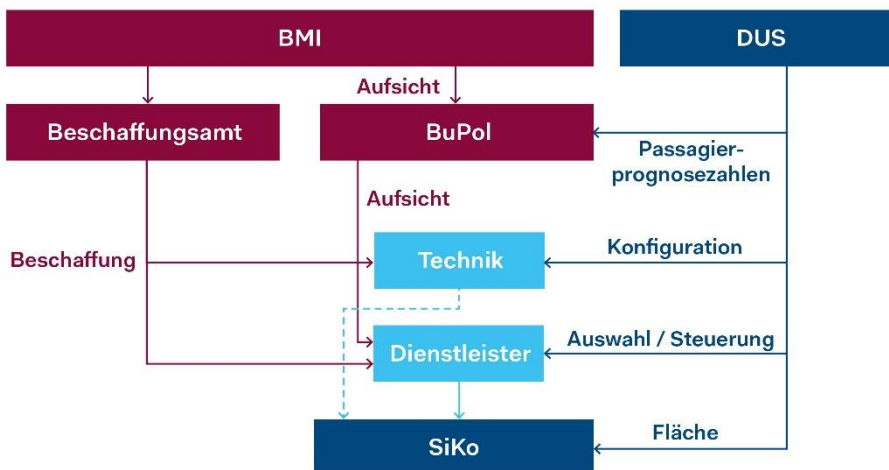 BMI
DUS
Aufsicht
Beschaffungsamt
BuPol
Passagier-
prognosezahlen
Aufsicht
Beschaffung
Technik
Konfiguration
Dienstleister
Auswahl / Steuerung
SiKo
Fläche